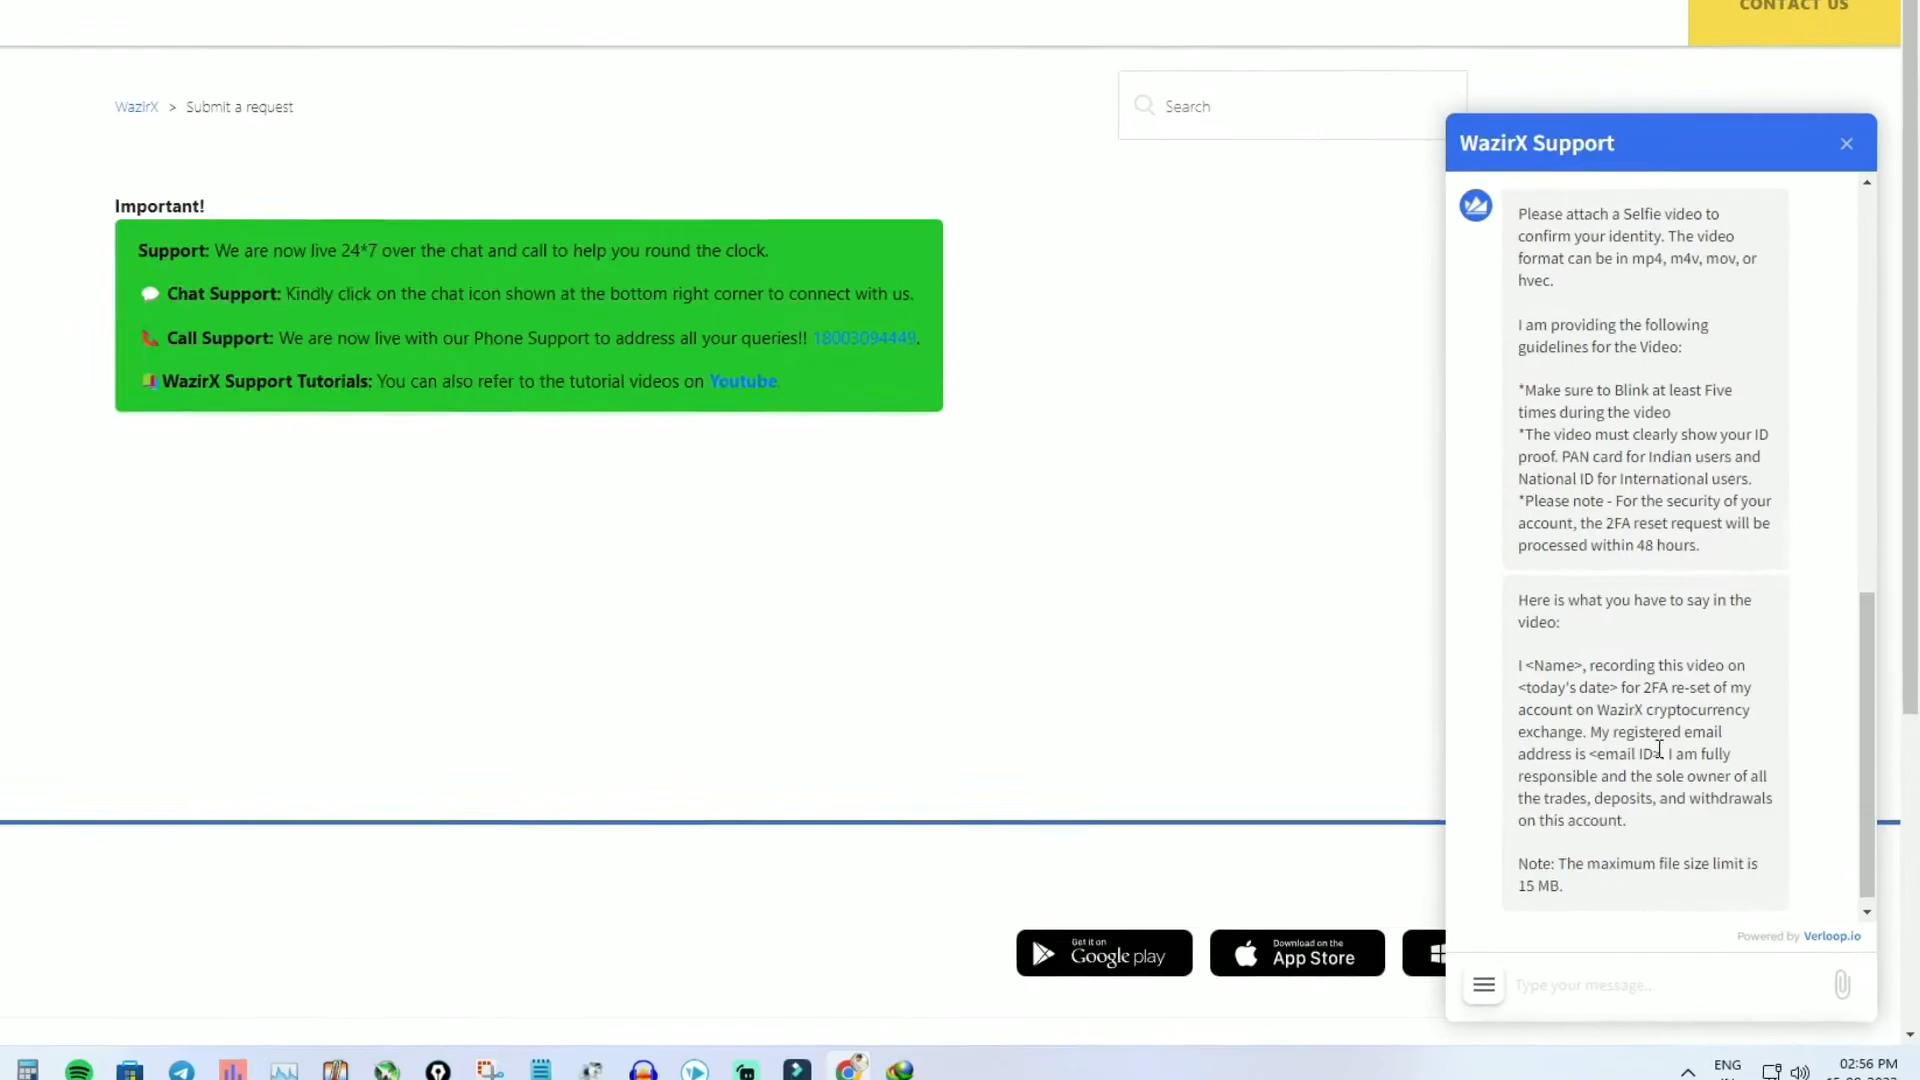 CONTACT US
WazirX > Submit a request
Search
Important!
Support: We are now live 24*7 over the chat and call to help you round the clock.
Chat Support: Kindly click on the chat icon shown at the bottom right corner to connect with us.
Call Support: We are now live with our Phone Support to address all your queries!! 18003094449.
WazirX Support Tutorials: You can also refer to the tutorial videos on Youtube.
WazirX Support
Please attach a Selfie video to
confirm your identity. The video
format can be in mp4, m4v, mov, or
hvec.
I am providing the following
guidelines for the Video:
*Make sure to Blink at least Five
times during the video
*The video must clearly show your ID
proof. PAN card for Indian users and
National ID for International users.
*Please note - For the security of your
account, the 2FA reset request will be
processed within 48 hours.
Here is what you have to say in the
video:
I <Name>, recording this video on
<today's date> for 2FA re-set of my
account on WazirX cryptocurrency
exchange. My registered email
address is <email ID>. I am fully
responsible and the sole owner of all
the trades, deposits, and withdrawals
on this account.
Note: The maximum file size limit is
15 MB.
Powered by Verloop.io
Type your message...
Get it on
Google play
Download on the
App Store
ENG
02:56 PM